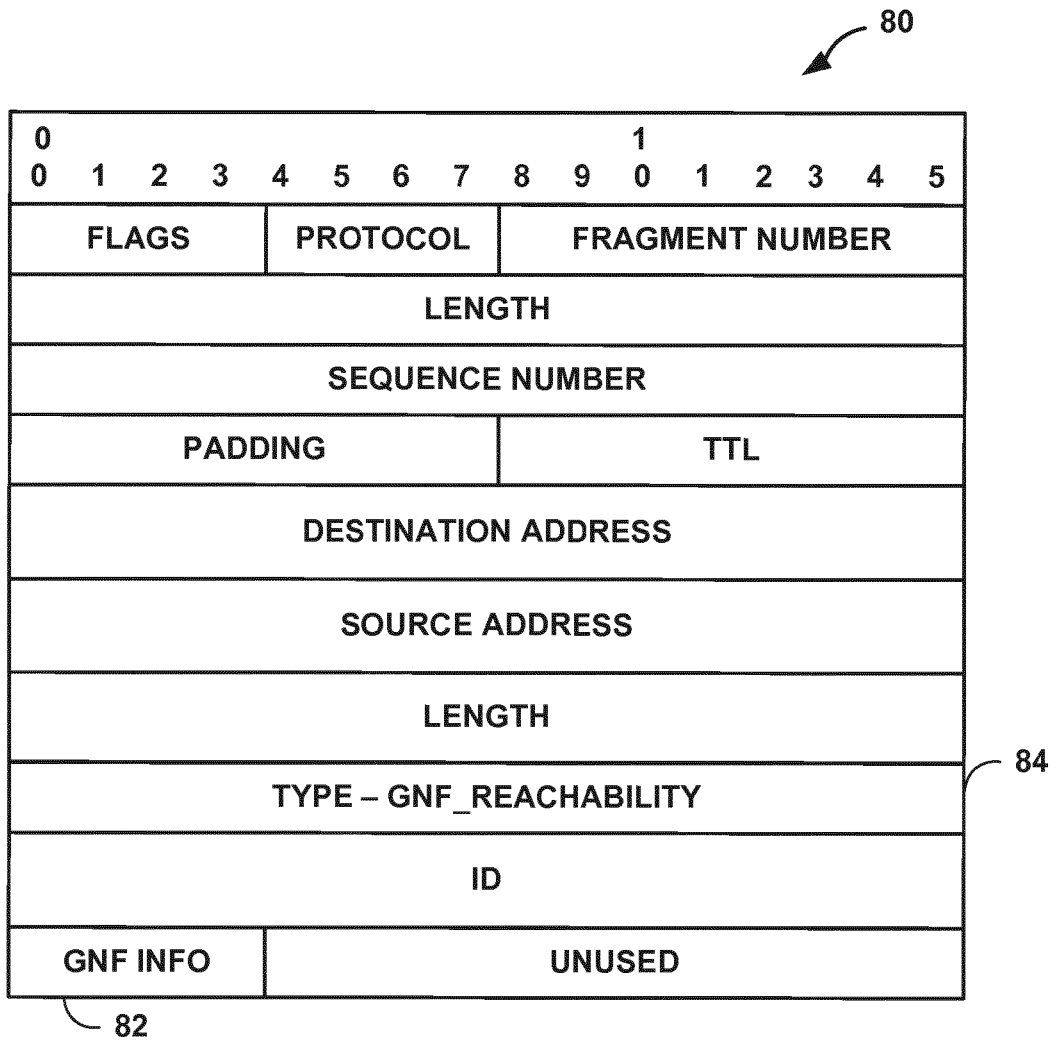 80
0 1
0 1 2 3 4 5 6 7 8 9 0 1 2 3 4 5
FLAGS PROTOCOL FRAGMENT NUMBER
LENGTH
SEQUENCE NUMBER
PADDING TTL
DESTINATION ADDRESS
SOURCE ADDRESS
LENGTH
84
TYPE – GNF_REACHABILITY
ID
GNF INFO UNUSED
82